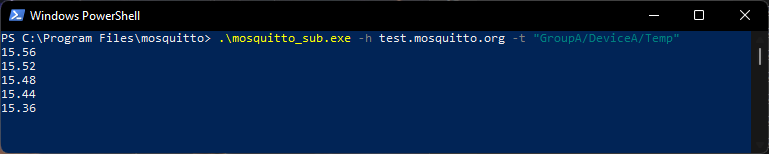 Windows PowerShell
PS C:\Program Files\mosquitto> .\mosquitto_sub.exe -h test.mosquitto.org -t "GroupA/DeviceA/Temp"
15.56
15.52
15.48
15.44
15.36